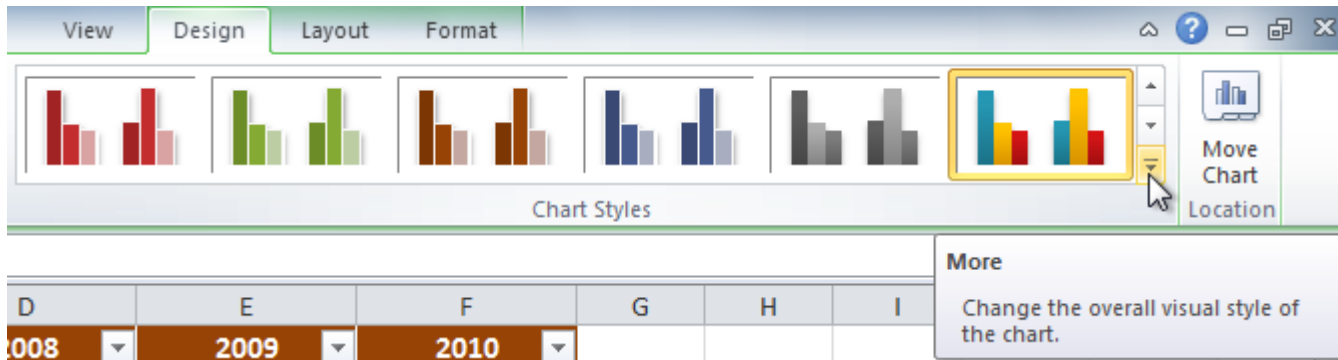 View Design Layout Format
Move
Chart
Chart Styles Location
More
Change the overall visual style of
the chart.
D E F G H I
2008 2009 2010